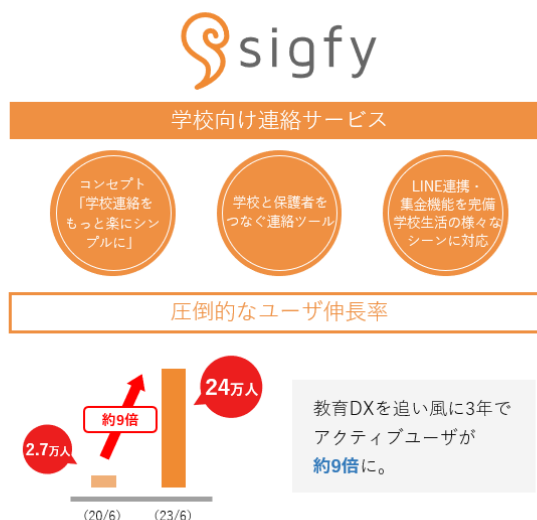 sigfy
学校向け連絡サービス
コンセプト
「学校連絡を
もっと楽にシン
プルに」
学校と保護者を
つなぐ連絡ツール
LINE連携・
集金機能を完備
学校生活の様々な
シーンに対応
圧倒的なユーザ伸長率
24万人
約9倍
2.7万人
(20/6)
(23/6)
教育DXを追い風に3年で
アクティブユーザが
約9倍に。